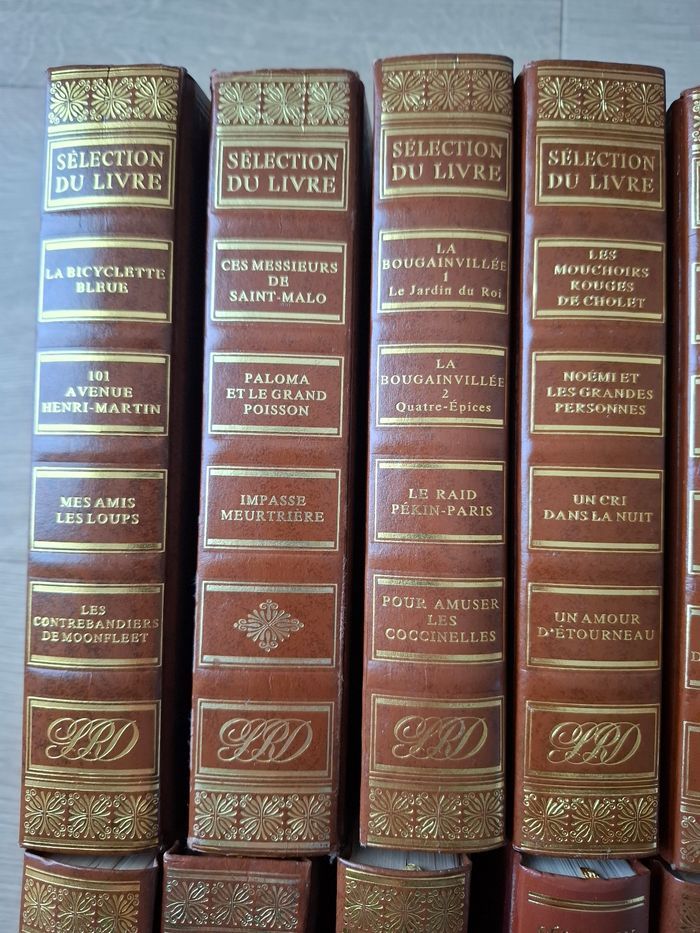 SÉLECTION
DU LIVRE
LA BICYCLETTE
BLEUE
101
AVENUE
HENRI-MARTIN
MES AMIS
LES LOUPS
LES
CONTREBANDIERS
DE MOONFLEET
SRD
SÉLECTION
DU LIVRE
CES MESSIEURS
DE
SAINT-MALO
PALOMA
ET LE GRAND
POISSON
IMPASSE
MEURTRIÈRE
SRD
SÉLECTION
DU LIVRE
LA
BOUGAINVILLÉE
1
Le Jardin du Roi
LA
BOUGAINVILLÉE
2
Quatre-Épices
LE RAID
PÉKIN-PARIS
POUR AMUSER
LES
COCCINELLES
SRD
SÉLECTION
DU LIVRE
LES
MOUCHOIRS
ROUGES
DE CHOLET
NOÉMI ET
LES GRANDES
PERSONNES
UN CRI
DANS LA NUIT
UN AMOUR
D'ÉTOURNEAU
SRD